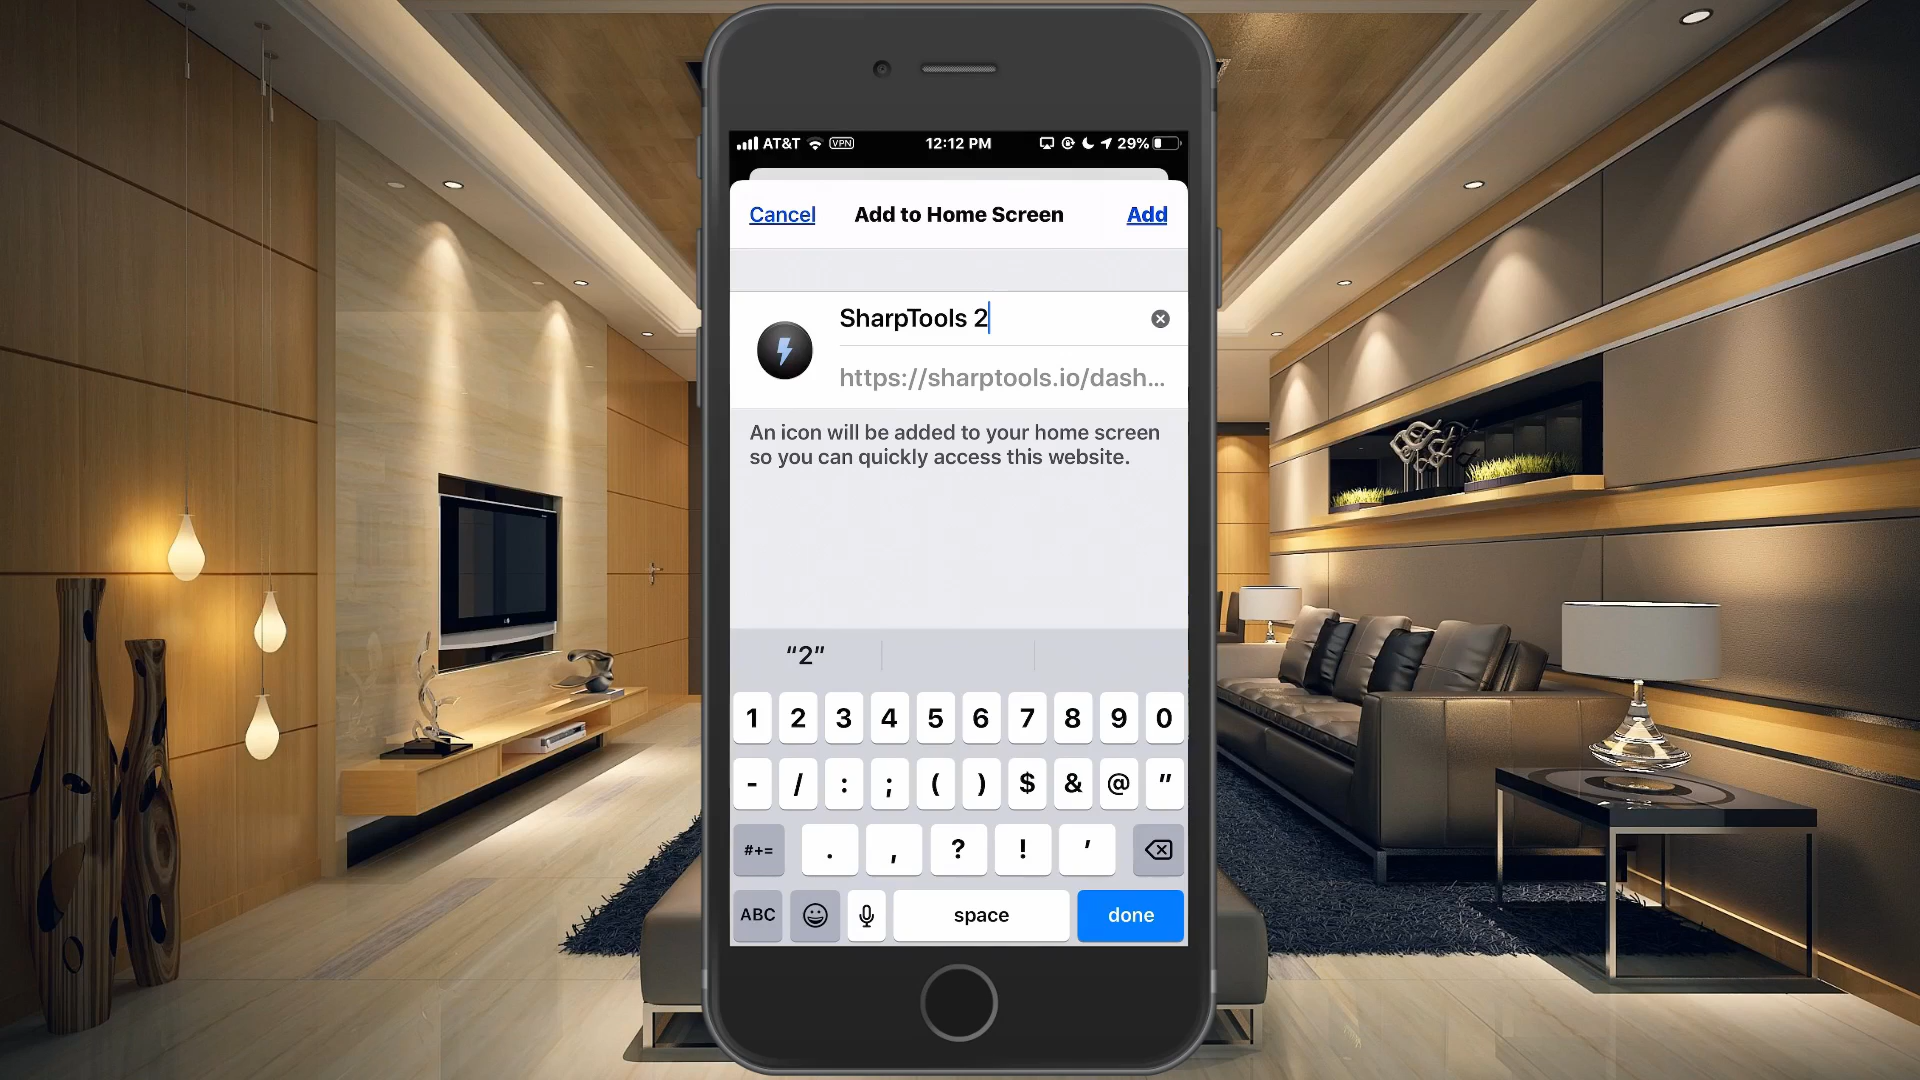 AT&T VPN 12:12 PM 29%
Cancel Add to Home Screen Add
SharpTools 2
https://sharptools.io/dash...
An icon will be added to your home screen
so you can quickly access this website.
“2”
1 2 3 4 5 6 7 8 9 0
- / : ; ( ) $ & @ "
#+= . , ? ! '
ABC space done